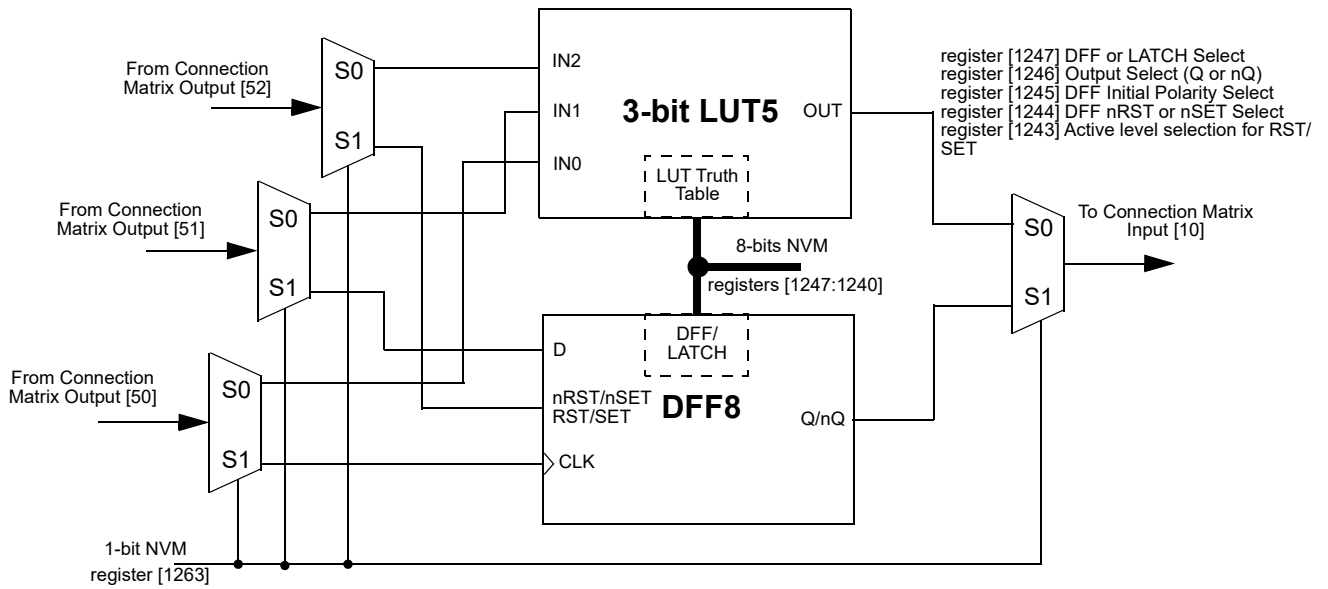 From Connection
Matrix Output [52]
S0
S1
IN2
IN1
IN0
3-bit LUT5
OUT
LUT Truth
Table
register [1247] DFF or LATCH Select
register [1246] Output Select (Q or nQ)
register [1245] DFF Initial Polarity Select
register [1244] DFF nRST or nSET Select
register [1243] Active level selection for RST/
SET
From Connection
Matrix Output [51]
S0
S1
8-bits NVM
registers [1247:1240]
S0
S1
To Connection Matrix
Input [10]
From Connection
Matrix Output [50]
S0
S1
D
nRST/nSET
RST/SET
CLK
DFF/
LATCH
DFF8
Q/nQ
1-bit NVM
register [1263]